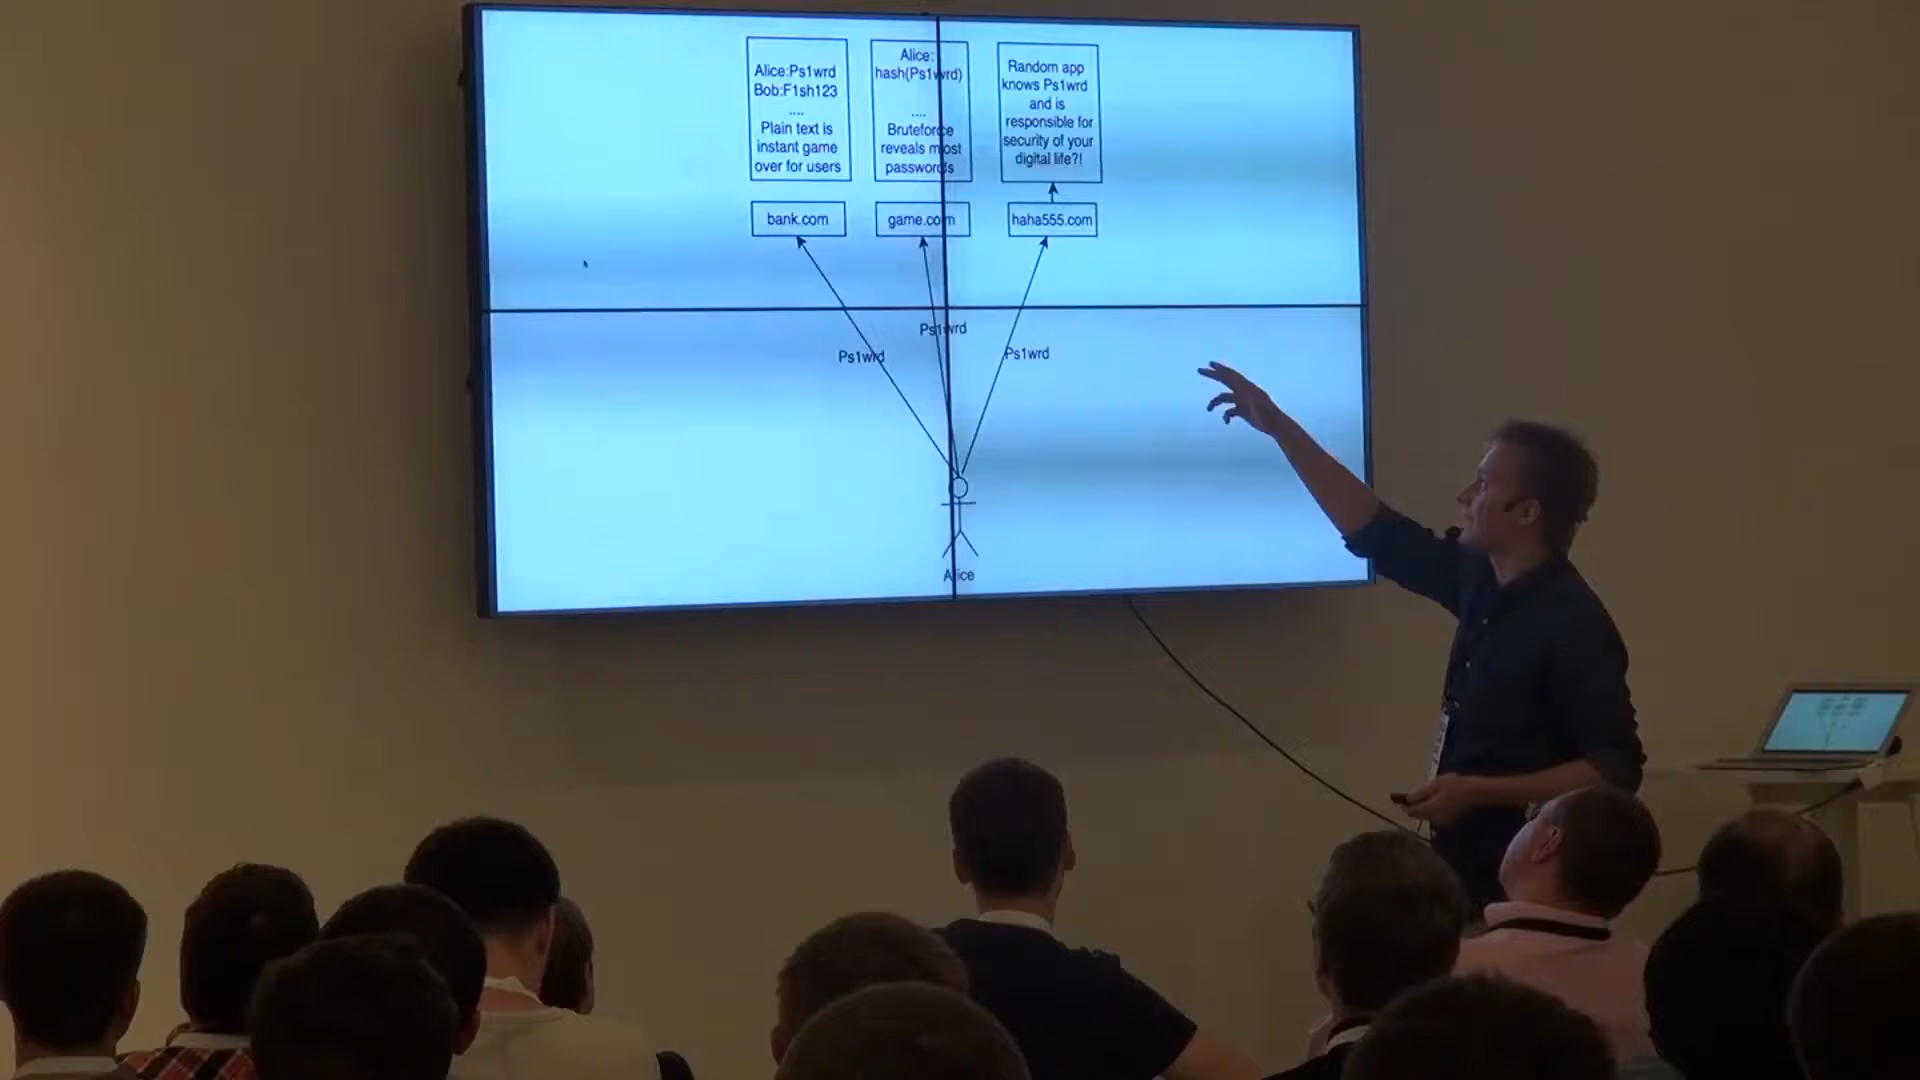 Alice:Ps1wrd
Bob:F1sh123
....
Plain text is
instant game
over for users
Alice:
hash(Ps1wrd)
....
Bruteforce
reveals most
passwords
Random app
knows Ps1wrd
and is
responsible for
security of your
digital life?!
bank.com
game.com
haha555.com
Ps1wrd
Ps1wrd
Ps1wrd
Alice